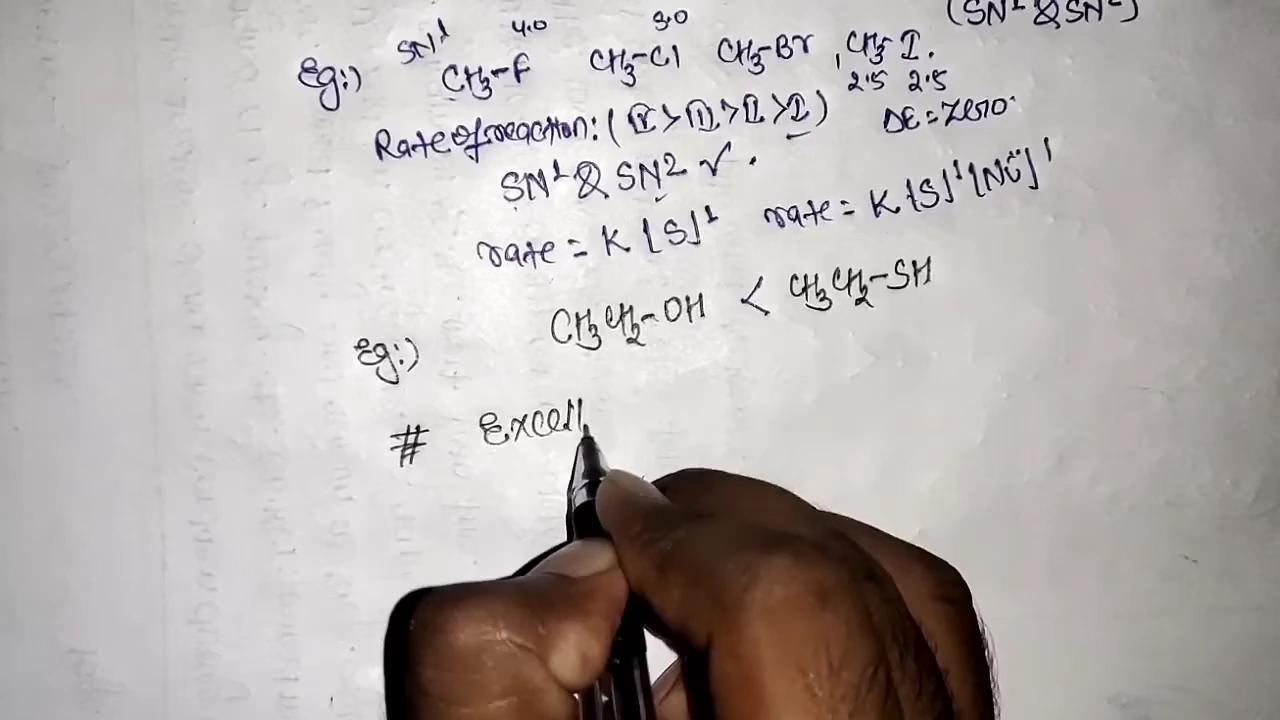 (SN1 & SN2)
Eg:) SN1 CH3-F 4.0 CH3-Cl 3.0 CH3-Br, CH3-I.
2.5 2.5
Rate of reaction: (IV > III > II > I) ΔE = Zero.
SN1 & SN2 ✓.
rate = K[S]1 rate = K[S]1[Nü]1
Eg:) CH3CH2-OH < CH3CH2-SH
# Excell